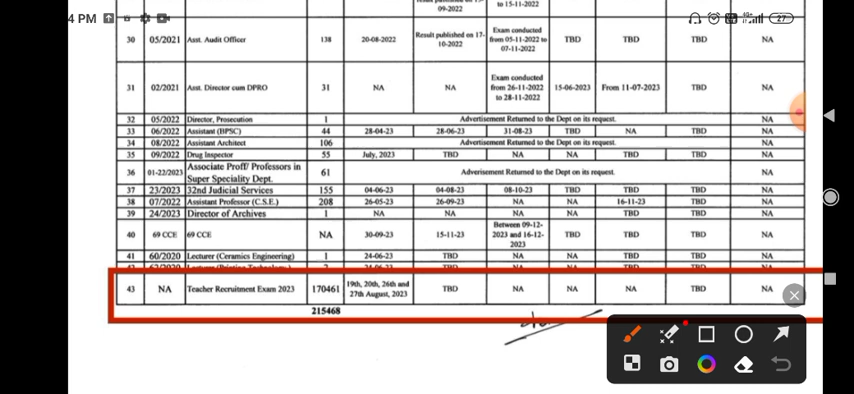 4 PM
27
09-2022
to 15-11-2022
30 05/2021 Asst. Audit Officer 138 20-08-2022 Result published on 17-10-2022 Exam conducted from 05-11-2022 to 07-11-2022 TBD TBD TBD NA
31 02/2021 Asst. Director cum DPRO 31 NA NA Exam conducted from 26-11-2022 to 28-11-2022 15-06-2023 From 11-07-2023 TBD NA
32 05/2022 Director, Prosecution 1 Advertisement Returned to the Dept on its request. NA
33 06/2022 Assistant (BPSC) 44 28-04-23 28-06-23 31-08-23 TBD NA TBD NA
34 08/2022 Assistant Architect 106 Advertisement Returned to the Dept on its request. NA
35 09/2022 Drug Inspector 55 July, 2023 TBD NA NA TBD TBD NA
36 01-22/2023 Associate Proff/ Professors in Super Speciality Dept. 61 Adverisement Returned to the Dept on its request. NA
37 23/2023 32nd Judicial Services 155 04-06-23 04-08-23 08-10-23 TBD TBD TBD NA
38 07/2022 Assistant Professor (C.S.E.) 208 26-05-23 26-09-23 NA NA 16-11-23 TBD NA
39 24/2023 Director of Archives 1 NA NA NA NA TBD TBD NA
40 69 CCE 69 CCE NA 30-09-23 15-11-23 Between 09-12-2023 and 16-12-2023 TBD TBD TBD NA
41 60/2020 Lecturer (Ceramics Engineering) 1 24-06-23 TBD NA NA TBD TBD NA
43 NA Teacher Recruitment Exam 2023 170461 19th, 20th, 26th and 27th August, 2023 TBD NA NA NA TBD NA
215468